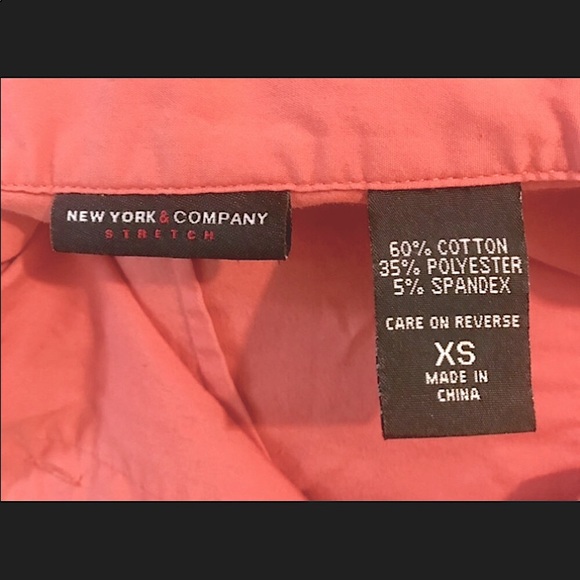 NEW YORK & COMPANY
STRETCH
60% COTTON
35% POLYESTER
5% SPANDEX
CARE ON REVERSE
XS
MADE IN
CHINA